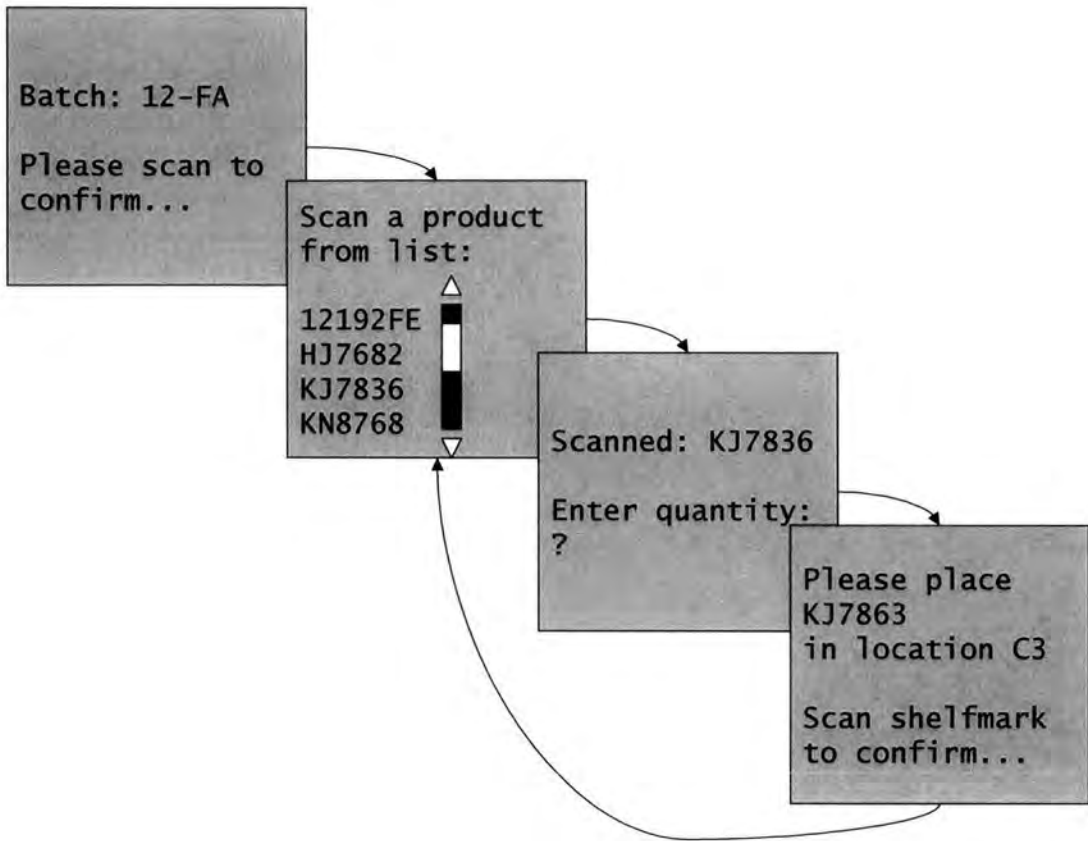 Batch: 12-FA
Please scan to
confirm...
Scan a product
from list:
12192FE
HJ7682
KJ7836
KN8768
Scanned: KJ7836
Enter quantity:
?
Please place
KJ7863
in location C3
Scan shelfmark
to confirm...